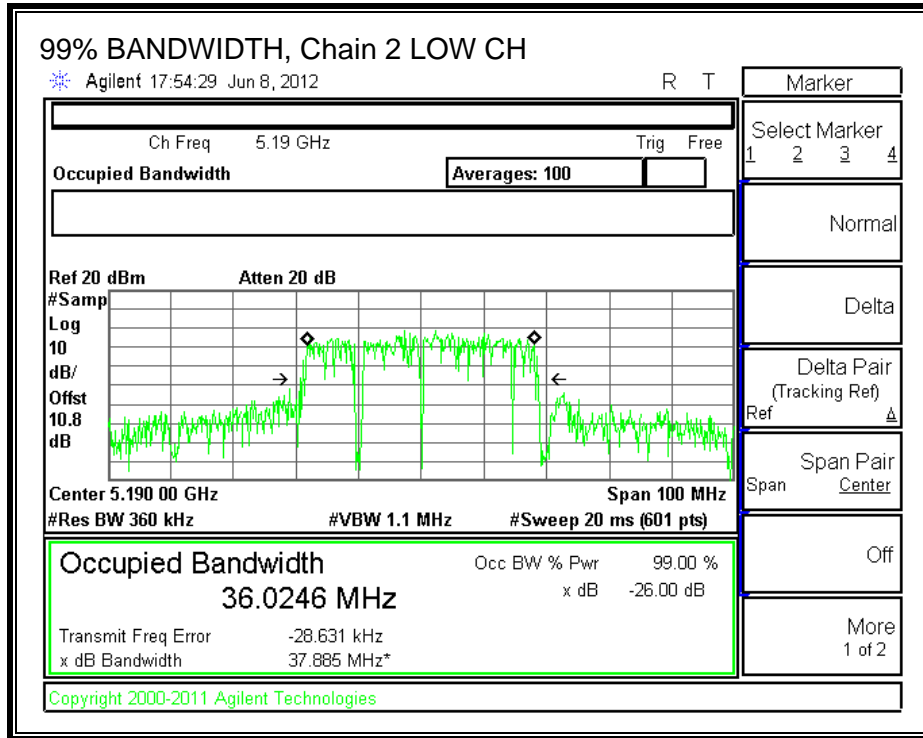 99% BANDWIDTH, Chain 2 LOW CH
Agilent 17:54:29 Jun 8, 2012 R T
Ch Freq 5.19 GHz Trig Free
Occupied Bandwidth Averages: 100
Ref 20 dBm Atten 20 dB
#Samp
Log
10
dB/
Offst
10.8
dB
Center 5.190 00 GHz Span 100 MHz
#Res BW 360 kHz #VBW 1.1 MHz #Sweep 20 ms (601 pts)
Occupied Bandwidth Occ BW % Pwr 99.00 %
36.0246 MHz x dB -26.00 dB
Transmit Freq Error -28.631 kHz
x dB Bandwidth 37.885 MHz*
Copyright 2000-2011 Agilent Technologies
Marker
Select Marker
1 2 3 4
Normal
Delta
Delta Pair
(Tracking Ref)
Ref Δ
Span Pair
Span Center
Off
More
1 of 2